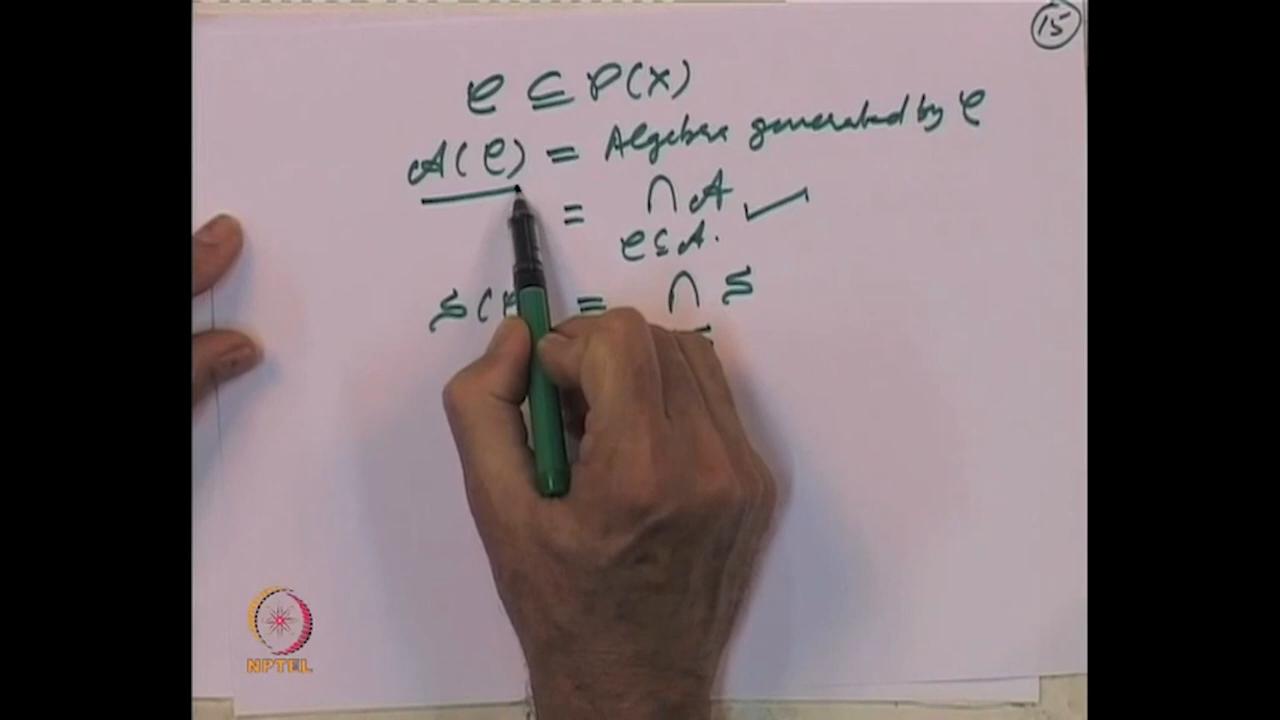 15
C ⊆ P(X)
A(C) = Algebra generated by C
= ∩ A ✓
C ⊆ A.
S( = ∩ S
NPTEL